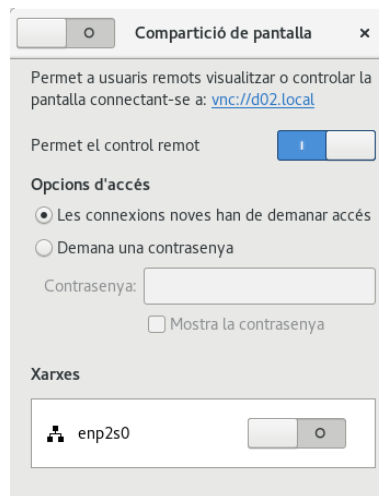 Compartició de pantalla
Permet a usuaris remots visualitzar o controlar la
pantalla connectant-se a: vnc://d02.local
Permet el control remot
Opcions d'accés
Les connexions noves han de demanar accés
Demana una contrasenya
Contrasenya:
Mostra la contrasenya
Xarxes
enp2s0